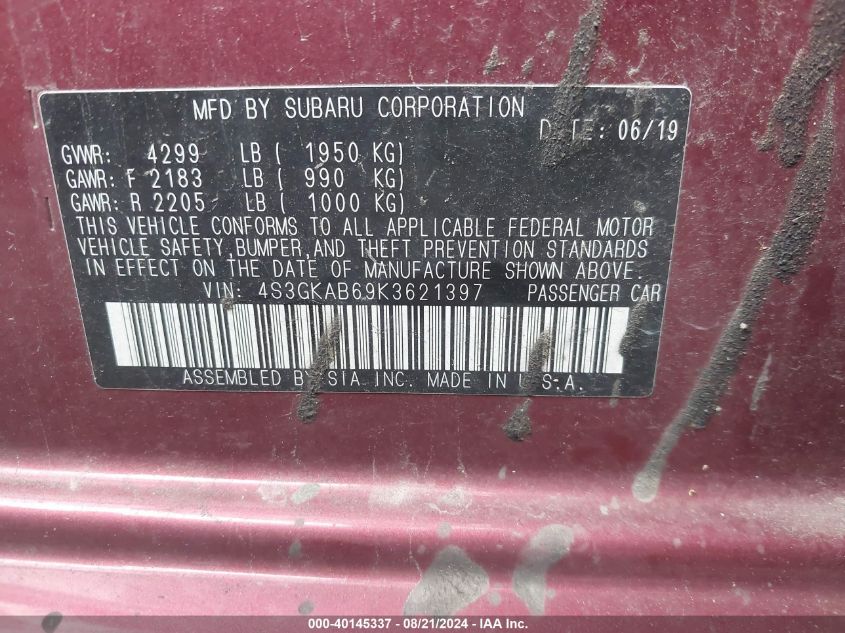 MFD BY SUBARU CORPORATION
DATE: 06/19
GVWR: 4299 LB ( 1950 KG)
GAWR: F 2183 LB ( 990 KG)
GAWR: R 2205 LB ( 1000 KG)
THIS VEHICLE CONFORMS TO ALL APPLICABLE FEDERAL MOTOR
VEHICLE SAFETY,BUMPER,AND THEFT PREVENTION STANDARDS
IN EFFECT ON THE DATE OF MANUFACTURE SHOWN ABOVE.
VIN: 4S3GKAB69K3621397 PASSENGER CAR
ASSEMBLED BY SIA INC. MADE IN U.S.A.
000-40145337 - 08/21/2024 - IAA Inc.